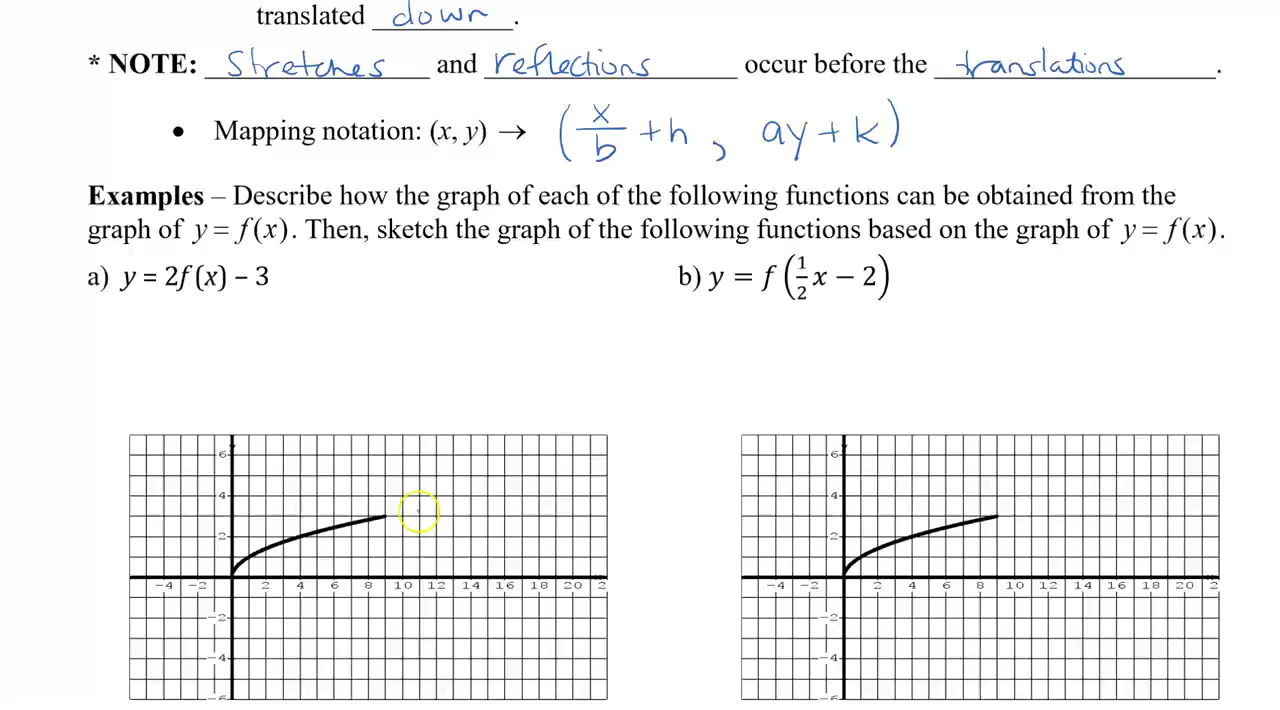 translated down.
* NOTE: Stretches and reflections occur before the translations.
• Mapping notation: (x, y) → (x/b + h, ay + k)
Examples – Describe how the graph of each of the following functions can be obtained from the
graph of y = f(x). Then, sketch the graph of the following functions based on the graph of y = f(x).
a) y = 2f(x) – 3 b) y = f(1/2x − 2)
6 6
4 4
2 2
-4 -2 2 4 6 8 10 12 14 16 18 20 2 -4 -2 2 4 6 8 10 12 14 16 18 20 2
-2 -2
-4 -4
-6 -6